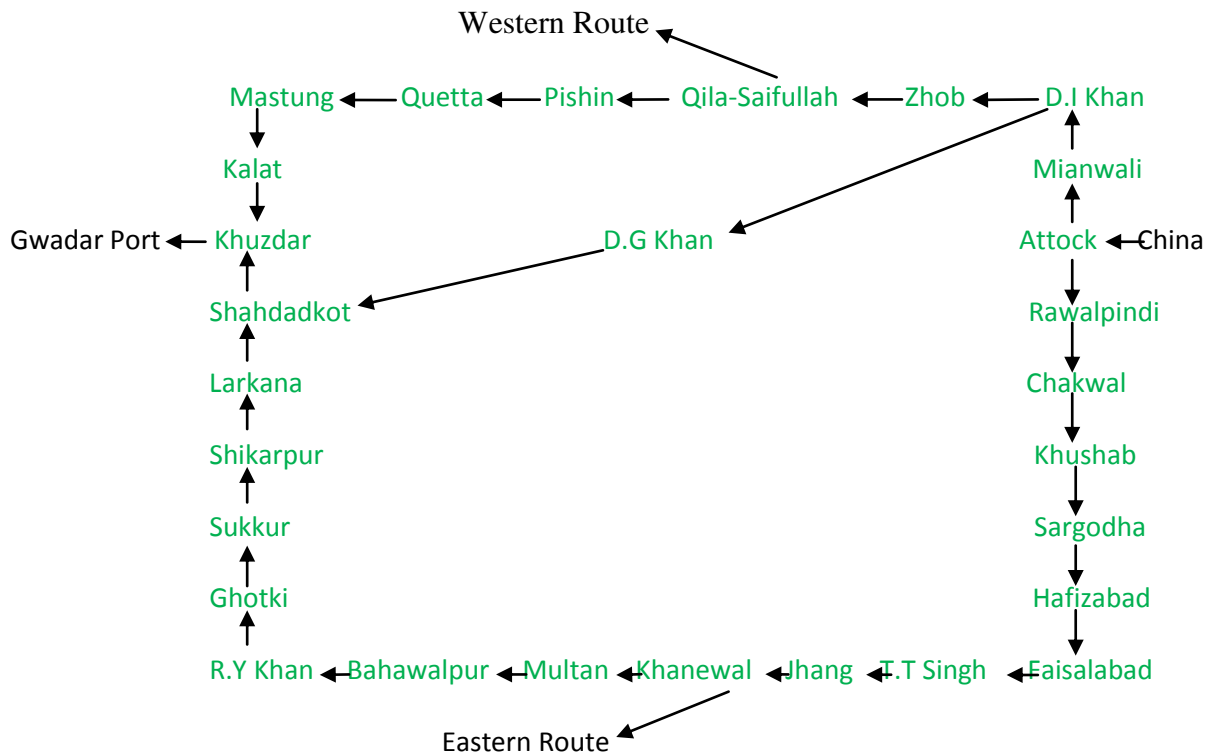 Western Route
Mastung Quetta Pishin Qila-Saifullah Zhob D.I Khan
Kalat Mianwali
Gwadar Port Khuzdar D.G Khan Attock China
Shahdadkot Rawalpindi
Larkana Chakwal
Shikarpur Khushab
Sukkur Sargodha
Ghotki Hafizabad
R.Y Khan Bahawalpur Multan Khanewal Jhang T.T Singh Faisalabad
Eastern Route